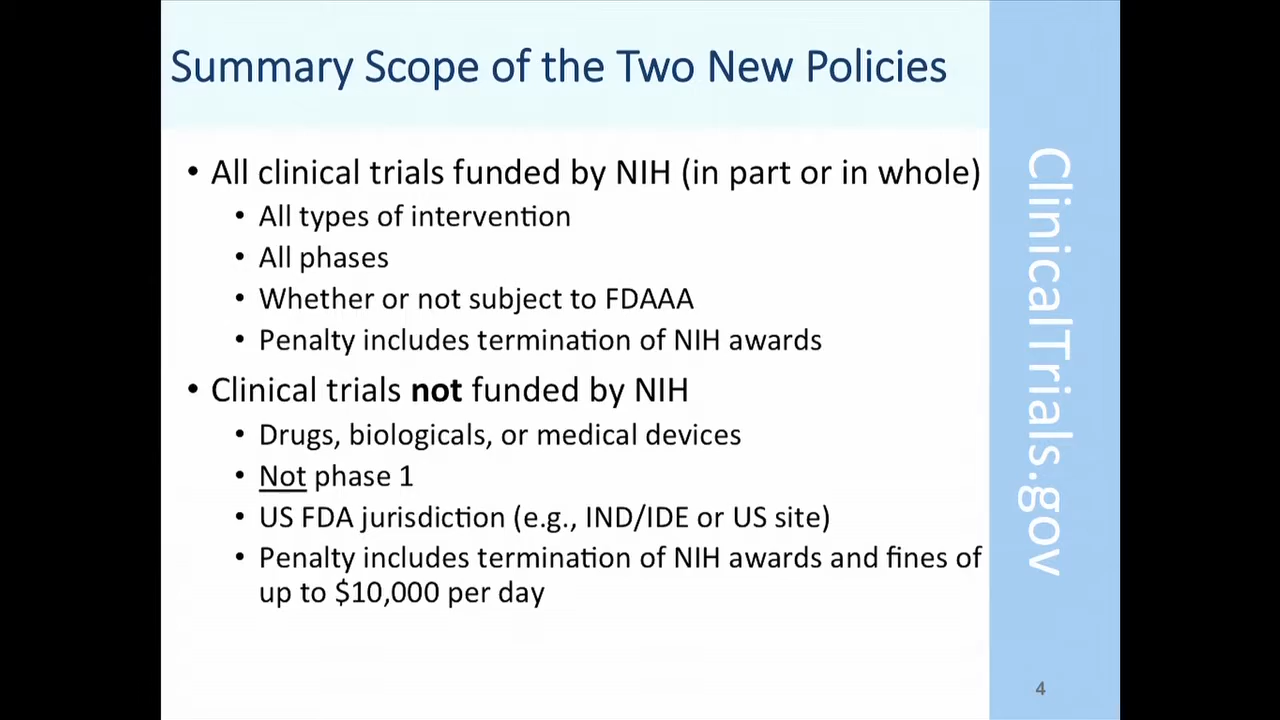 Summary Scope of the Two New Policies
• All clinical trials funded by NIH (in part or in whole)
• All types of intervention
• All phases
• Whether or not subject to FDAAA
• Penalty includes termination of NIH awards
• Clinical trials not funded by NIH
• Drugs, biologicals, or medical devices
• Not phase 1
• US FDA jurisdiction (e.g., IND/IDE or US site)
• Penalty includes termination of NIH awards and fines of
up to $10,000 per day
ClinicalTrials.gov
4